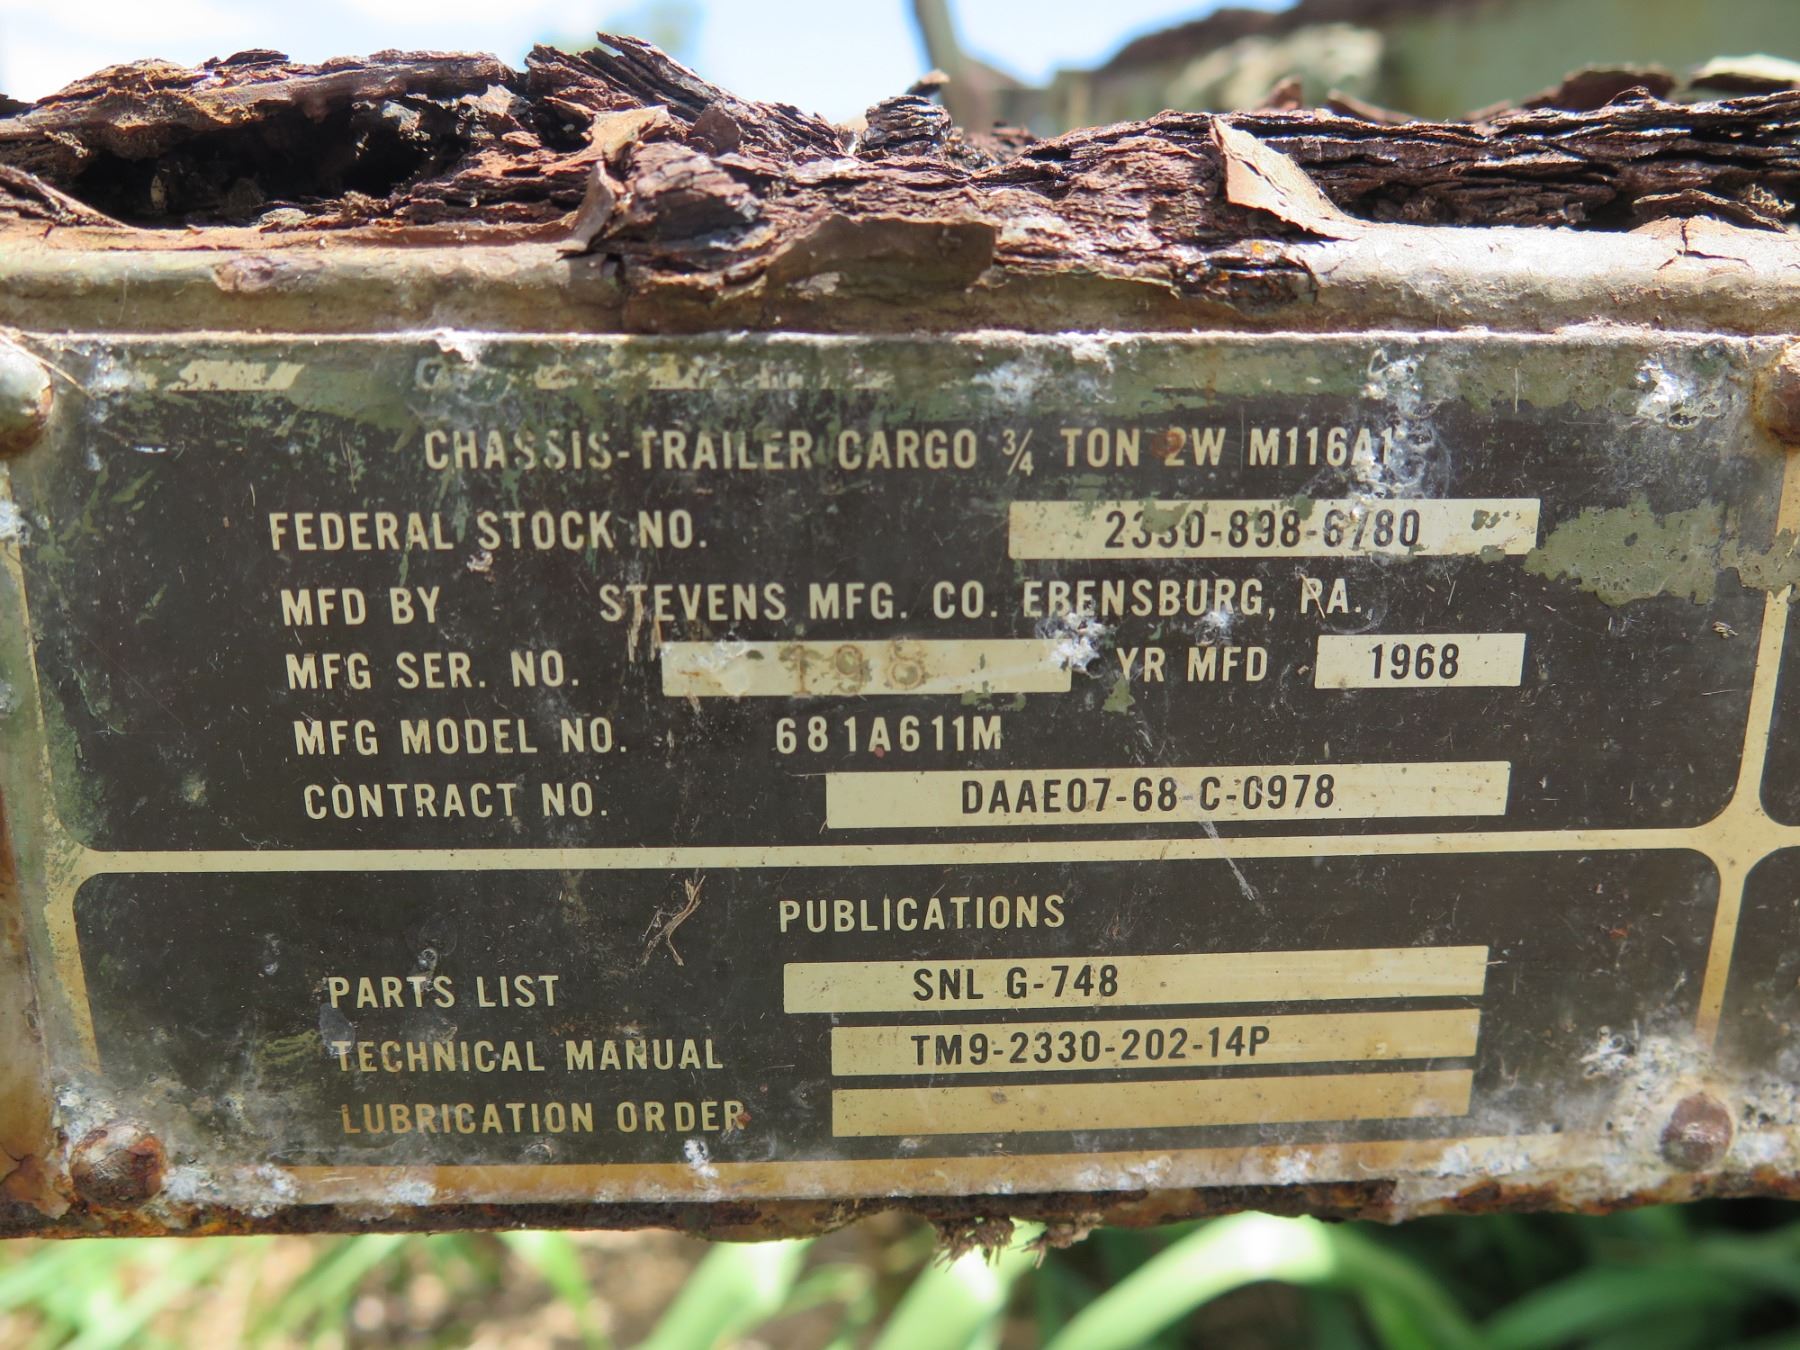 CHASSIS-TRAILER CARGO ¾ TON 2W M116A1
FEDERAL STOCK NO. 2330-898-6780
MFD BY STEVENS MFG. CO. EBENSBURG, PA.
MFG SER. NO. YR MFD 1968
MFG MODEL NO. 681A611M
CONTRACT NO. DAAE07-68-C-0978
PUBLICATIONS
PARTS LIST SNL G-748
TECHNICAL MANUAL TM9-2330-202-14P
LUBRICATION ORDER